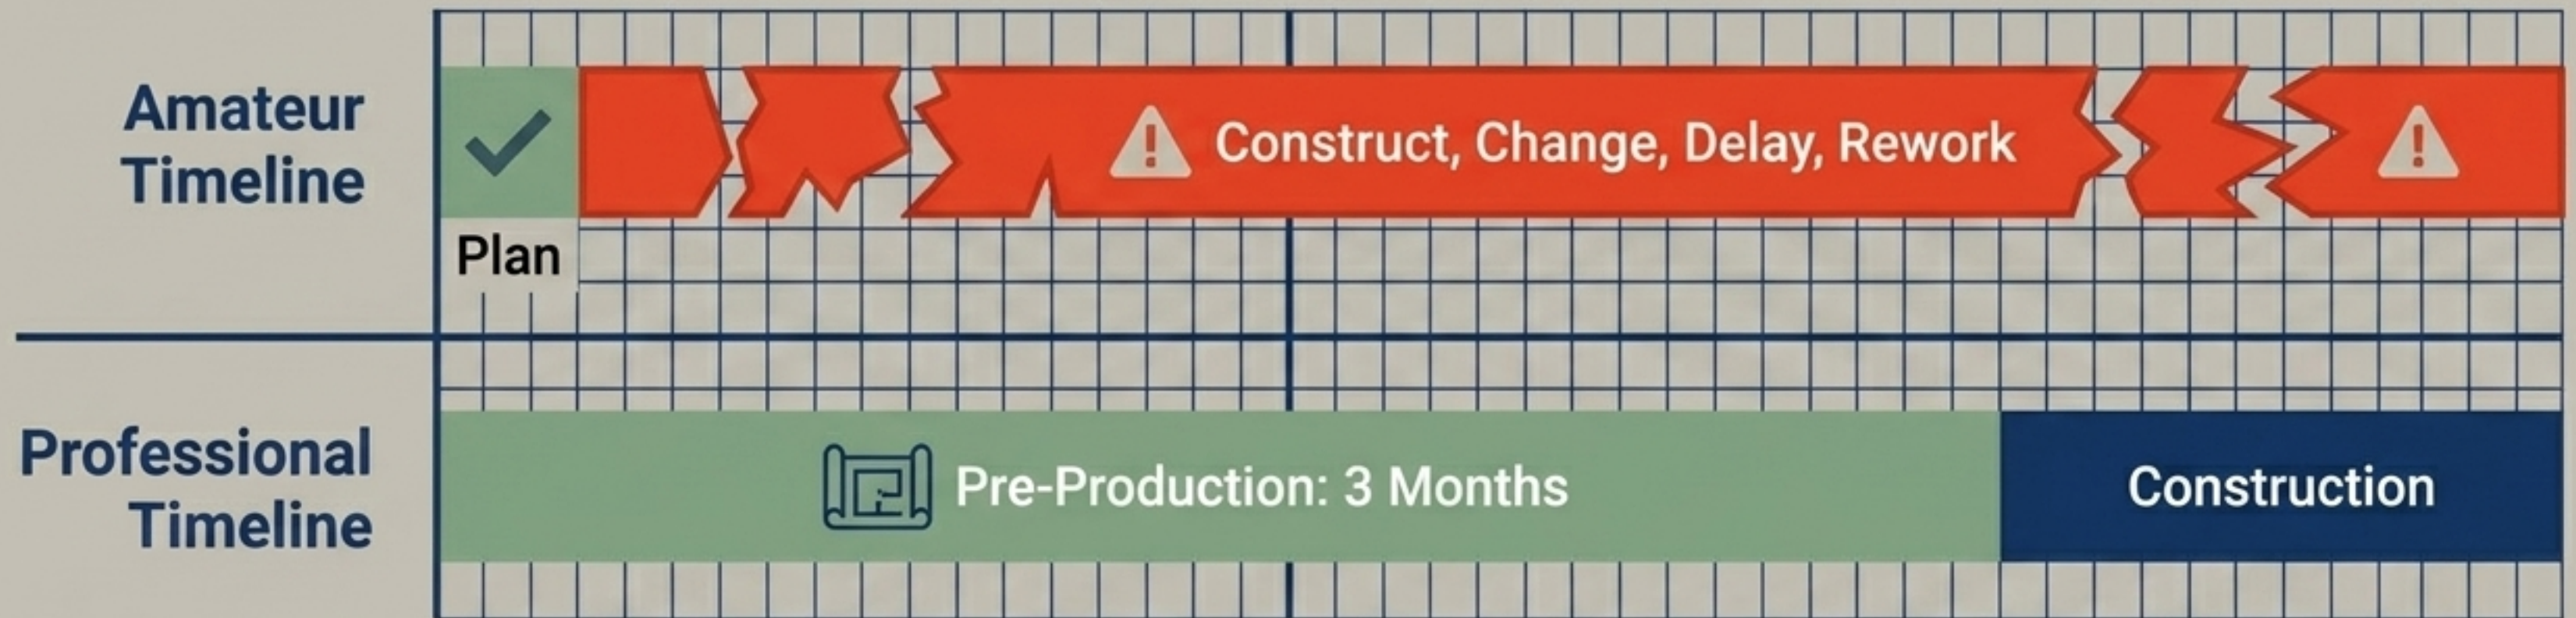 Amateur
Timeline
Construct, Change, Delay, Rework
Plan
Professional
Timeline
Pre-Production: 3 Months
Construction